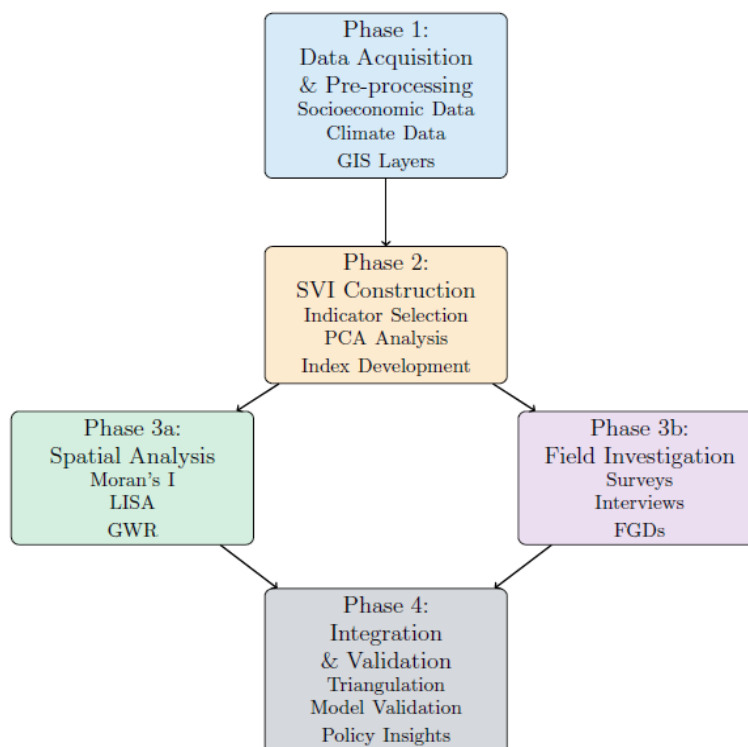 Phase 1:
Data Acquisition
& Pre-processing
Socioeconomic Data
Climate Data
GIS Layers
Phase 2:
SVI Construction
Indicator Selection
PCA Analysis
Index Development
Phase 3a:
Spatial Analysis
Moran's I
LISA
GWR
Phase 3b:
Field Investigation
Surveys
Interviews
FGDs
Phase 4:
Integration
& Validation
Triangulation
Model Validation
Policy Insights